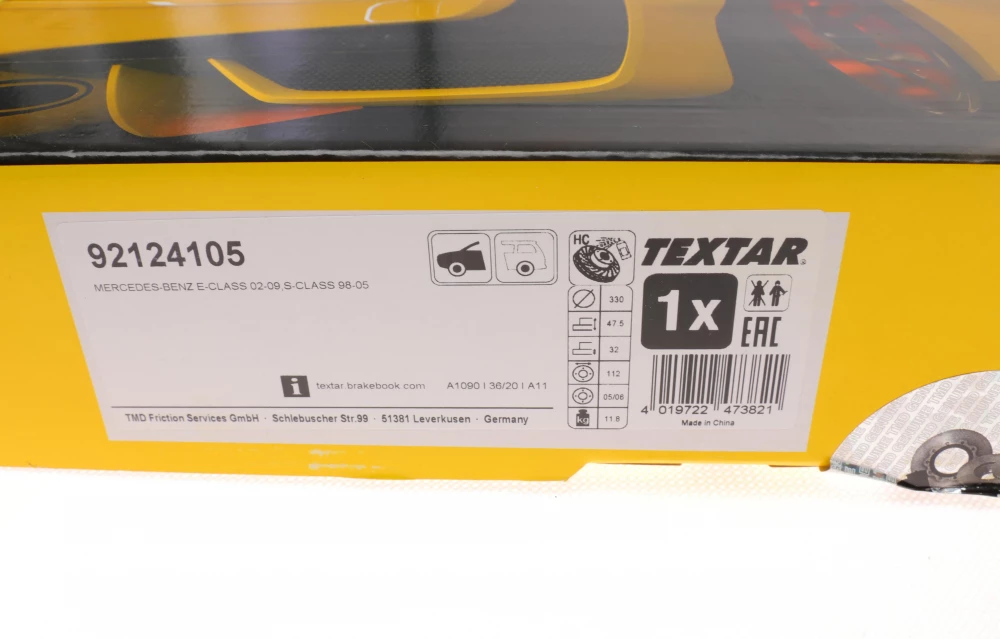 92124105
MERCEDES-BENZ E-CLASS 02-09,S-CLASS 98-05
i textar.brakebook.com A1090 I 36/20 I A11
TMD Friction Services GmbH · Schlebuscher Str.99 · 51381 Leverkusen · Germany
HC
330
47.5
32
112
05/06
kg 11.8
TEXTAR®
1x
EAC
4 019722 473821
Made in China